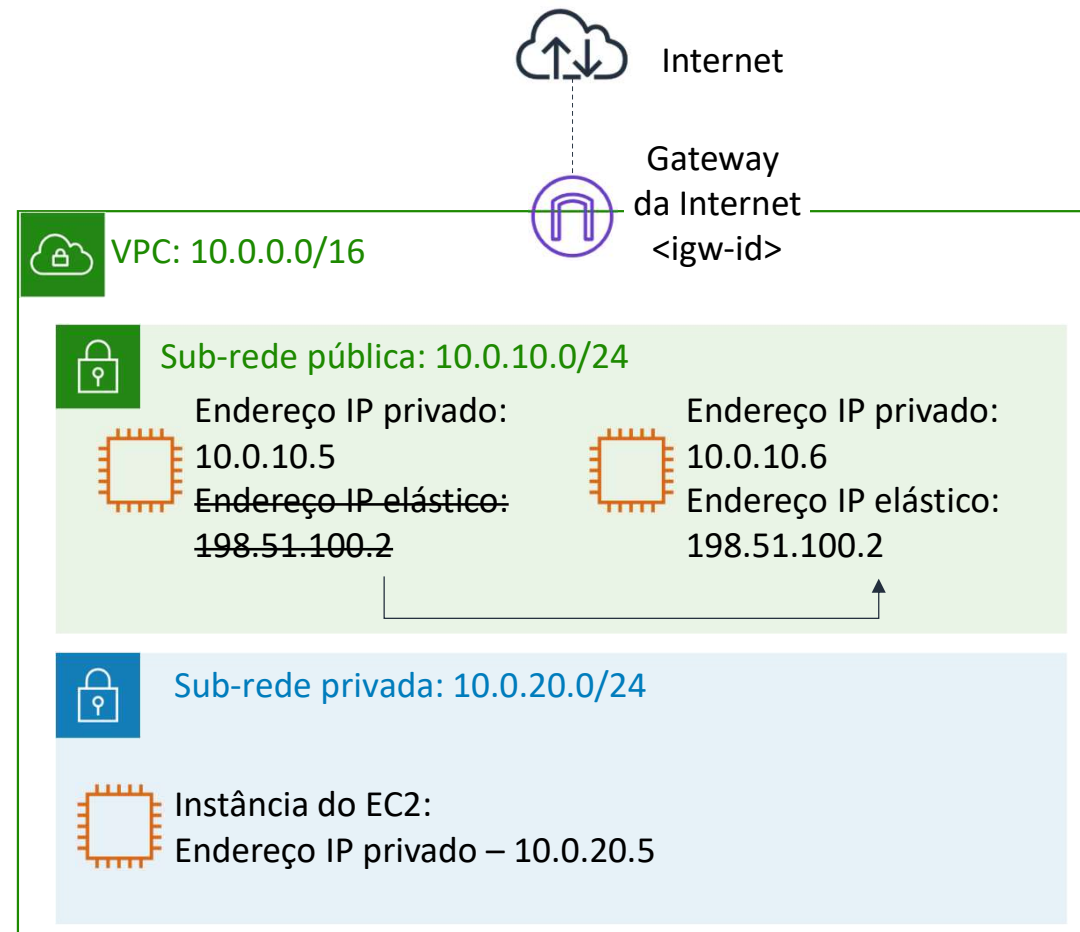 Internet
Gateway
da Internet
<igw-id>
VPC: 10.0.0.0/16
Sub-rede pública: 10.0.10.0/24
Endereço IP privado:
10.0.10.5
Endereço IP elástico:
198.51.100.2
Endereço IP privado:
10.0.10.6
Endereço IP elástico:
198.51.100.2
Sub-rede privada: 10.0.20.0/24
Instância do EC2:
Endereço IP privado – 10.0.20.5